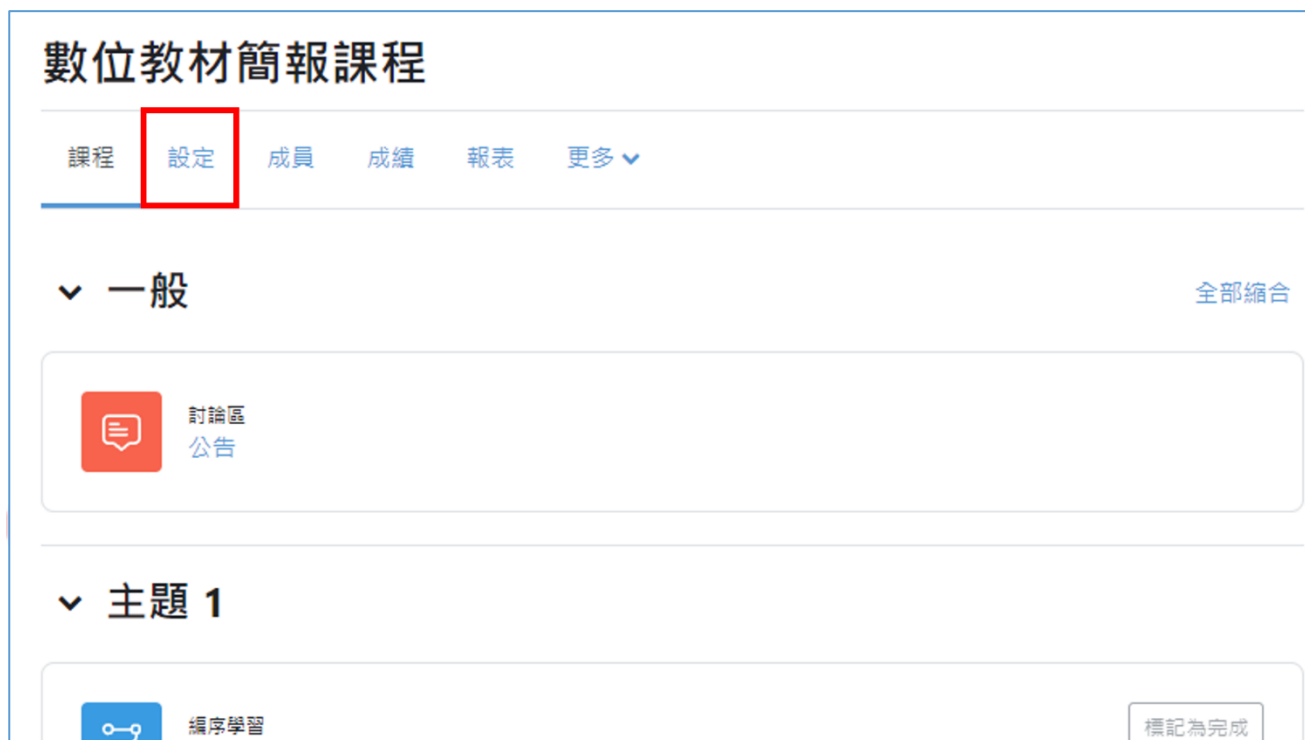 數位教材簡報課程
課程 設定 成員 成績 報表 更多
一般 全部縮合
討論區
公告
主題 1
編序學習 標記為完成